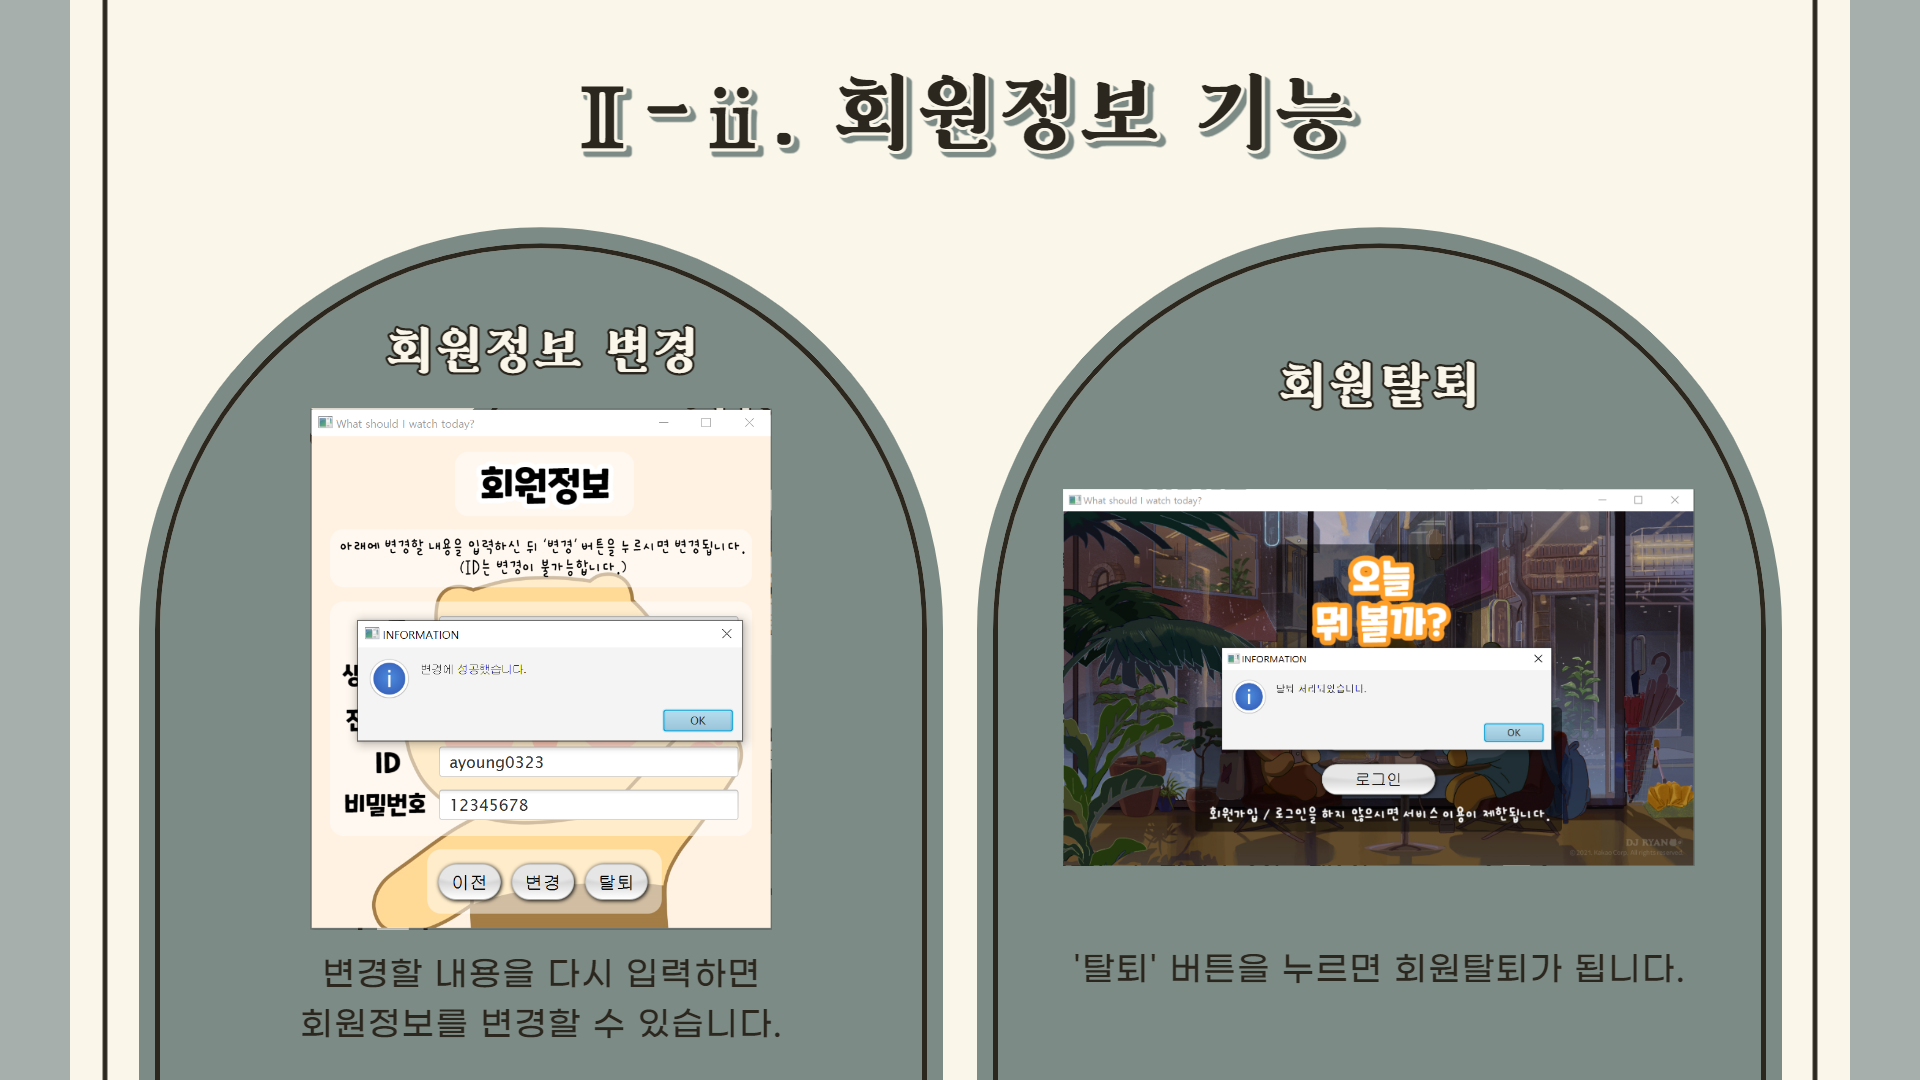 Ⅱ-ⅱ. 회원정보 기능
회원정보 변경
What should I watch today?
회원정보
아래에 변경할 내용을 입력하신 뒤 '변경' 버튼을 누르시면 변경됩니다.
(ID는 변경이 불가능합니다.)
INFORMATION
변경에 성공했습니다.
OK
생
ID
ayoung0323
비밀번호
12345678
이전
변경
탈퇴
변경할 내용을 다시 입력하면
회원정보를 변경할 수 있습니다.
회원탈퇴
What should I watch today?
오늘
뭐 볼까?
INFORMATION
탈퇴 처리되었습니다.
OK
로그인
회원가입 / 로그인을 하지 않으시면 서비스 이용이 제한됩니다.
DJ RYAN
'탈퇴' 버튼을 누르면 회원탈퇴가 됩니다.